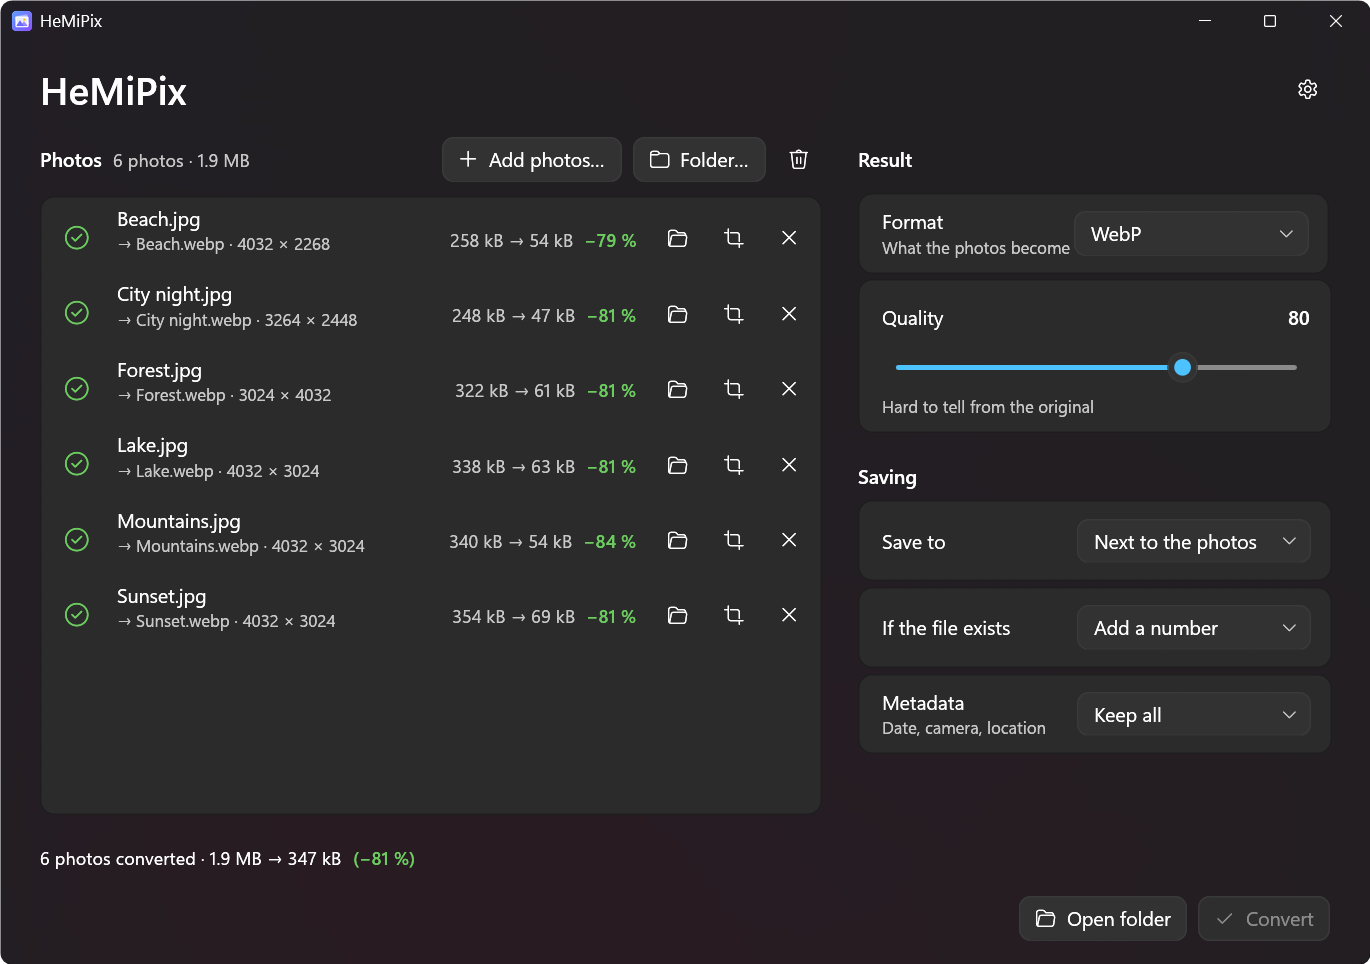 HeMiPix
HeMiPix
Photos 6 photos · 1.9 MB
Add photos...
Folder...
Beach.jpg
→ Beach.webp · 4032 × 2268
258 kB → 54 kB −79 %
City night.jpg
→ City night.webp · 3264 × 2448
248 kB → 47 kB −81 %
Forest.jpg
→ Forest.webp · 3024 × 4032
322 kB → 61 kB −81 %
Lake.jpg
→ Lake.webp · 4032 × 3024
338 kB → 63 kB −81 %
Mountains.jpg
→ Mountains.webp · 4032 × 3024
340 kB → 54 kB −84 %
Sunset.jpg
→ Sunset.webp · 4032 × 3024
354 kB → 69 kB −81 %
6 photos converted · 1.9 MB → 347 kB (−81 %)
Result
Format
What the photos become
WebP
Quality
80
Hard to tell from the original
Saving
Save to
Next to the photos
If the file exists
Add a number
Metadata
Date, camera, location
Keep all
Open folder
Convert